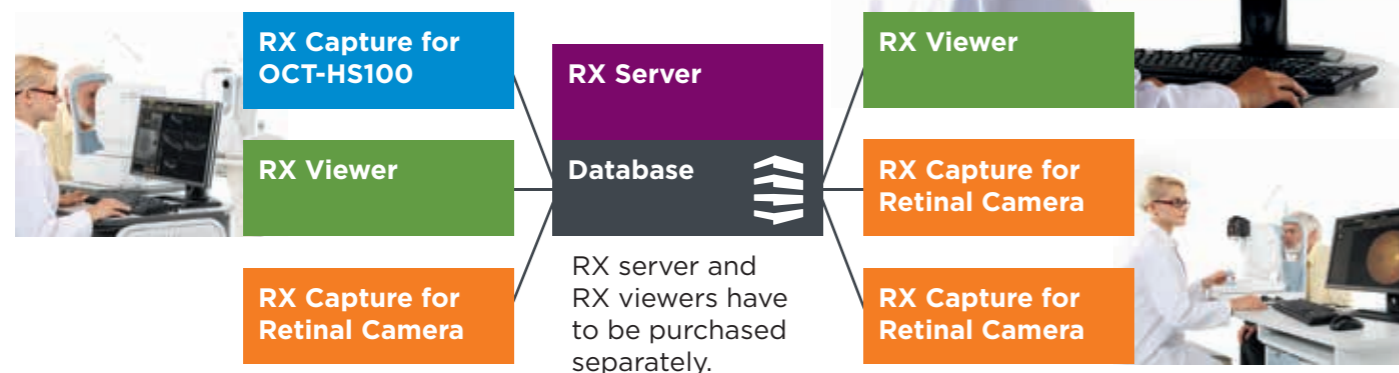 RX Capture for
OCT-HS100
RX Viewer
RX Capture for
Retinal Camera
RX Server
Database
RX server and
RX viewers have
to be purchased
separately.
RX Viewer
RX Capture for
Retinal Camera
RX Capture for
Retinal Camera